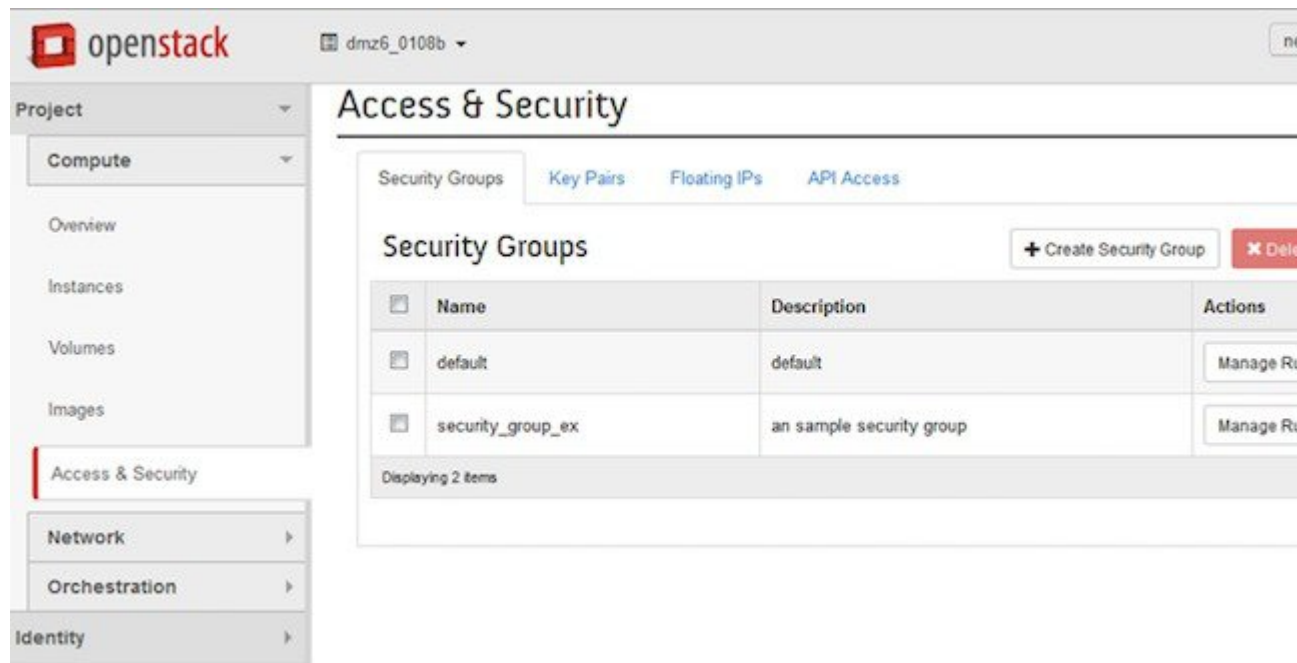 openstack
dmz6_0108b
Project
Compute
Overview
Instances
Volumes
Images
Access & Security
Network
Orchestration
Identity
Access & Security
Security Groups Key Pairs Floating IPs API Access
Security Groups
Create Security Group
Name Description Actions
default default Manage
security_group_ex an sample security group Manage
Displaying 2 items